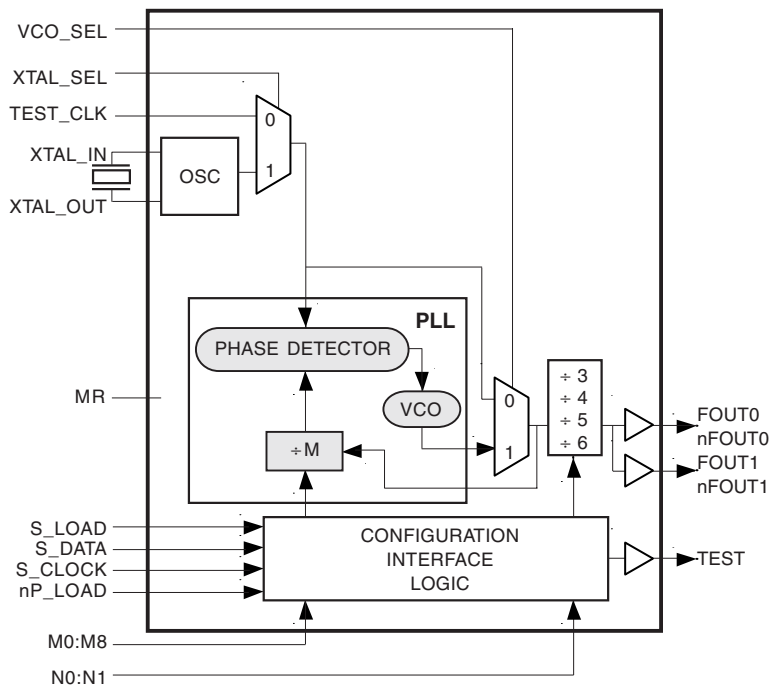 VCO_SEL
XTAL_SEL
TEST_CLK
0
XTAL_IN
OSC
1
XTAL_OUT
PLL
PHASE DETECTOR
÷ 3
÷ 4
÷ 5
÷ 6
MR
VCO
0
1
FOUT0
nFOUT0
FOUT1
nFOUT1
÷M
S_LOAD
S_DATA
S_CLOCK
nP_LOAD
CONFIGURATION
INTERFACE
LOGIC
TEST
M0:M8
N0:N1